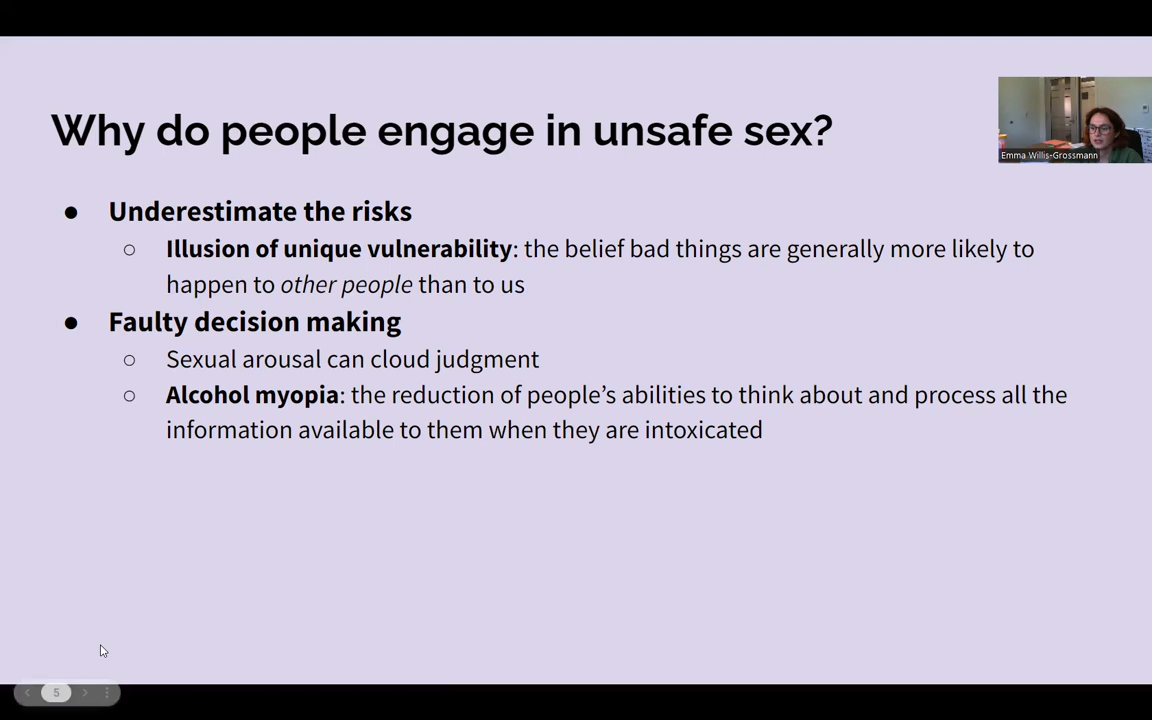 Why do people engage in unsafe sex?
Emma Willis-Grossmann
● Underestimate the risks
○ Illusion of unique vulnerability: the belief bad things are generally more likely to
happen to other people than to us
● Faulty decision making
○ Sexual arousal can cloud judgment
○ Alcohol myopia: the reduction of people’s abilities to think about and process all the
information available to them when they are intoxicated
5